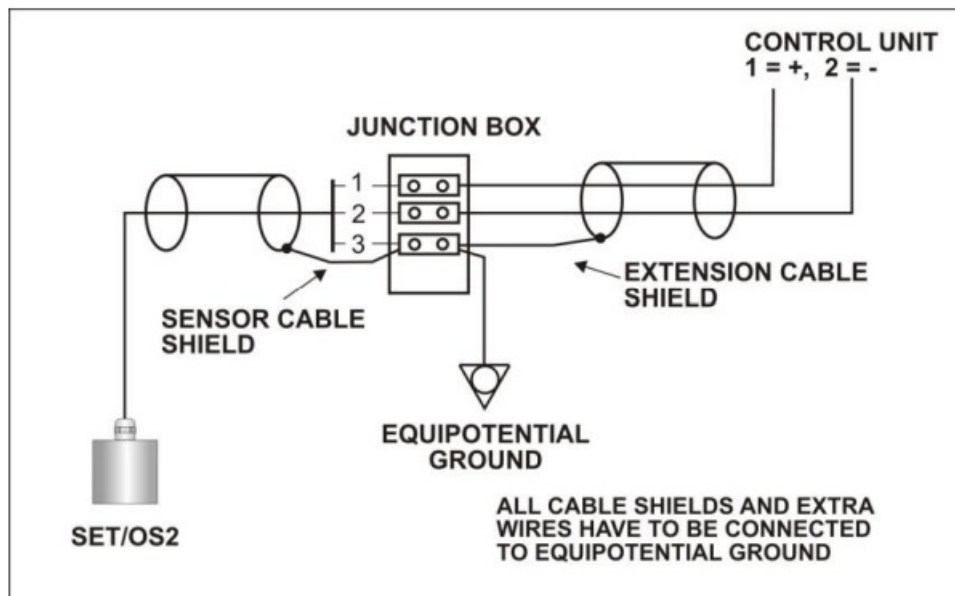 CONTROL UNIT
1 = +, 2 = -
JUNCTION BOX
1
2
3
SENSOR CABLE
SHIELD
EXTENSION CABLE
SHIELD
EQUIPOTENTIAL
GROUND
SET/OS2
ALL CABLE SHIELDS AND EXTRA
WIRES HAVE TO BE CONNECTED
TO EQUIPOTENTIAL GROUND